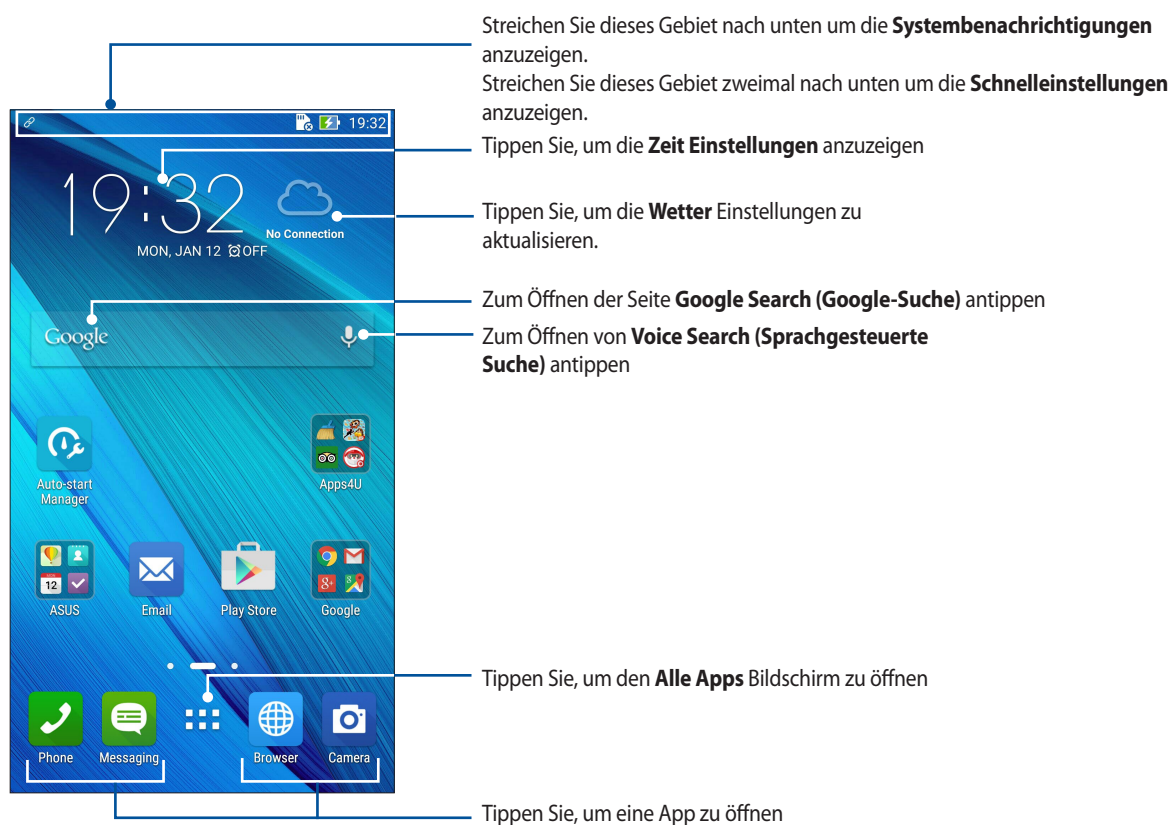 Streichen Sie dieses Gebiet nach unten um die Systembenachrichtigungen
anzuzeigen.
Streichen Sie dieses Gebiet zweimal nach unten um die Schnelleinstellungen
anzuzeigen.
19:32
Tippen Sie, um die Zeit Einstellungen anzuzeigen
19:32
No Connection
MON, JAN 12 OFF
Tippen Sie, um die Wetter Einstellungen zu
aktualisieren.
Zum Öffnen der Seite Google Search (Google-Suche) antippen
Google
Zum Öffnen von Voice Search (Sprachgesteuerte
Suche) antippen
Auto-start
Manager
Apps4U
12
8+
ASUS
Email
Play Store
Google
Tippen Sie, um den Alle Apps Bildschirm zu öffnen
Phone
Messaging
Browser
Camera
Tippen Sie, um eine App zu öffnen